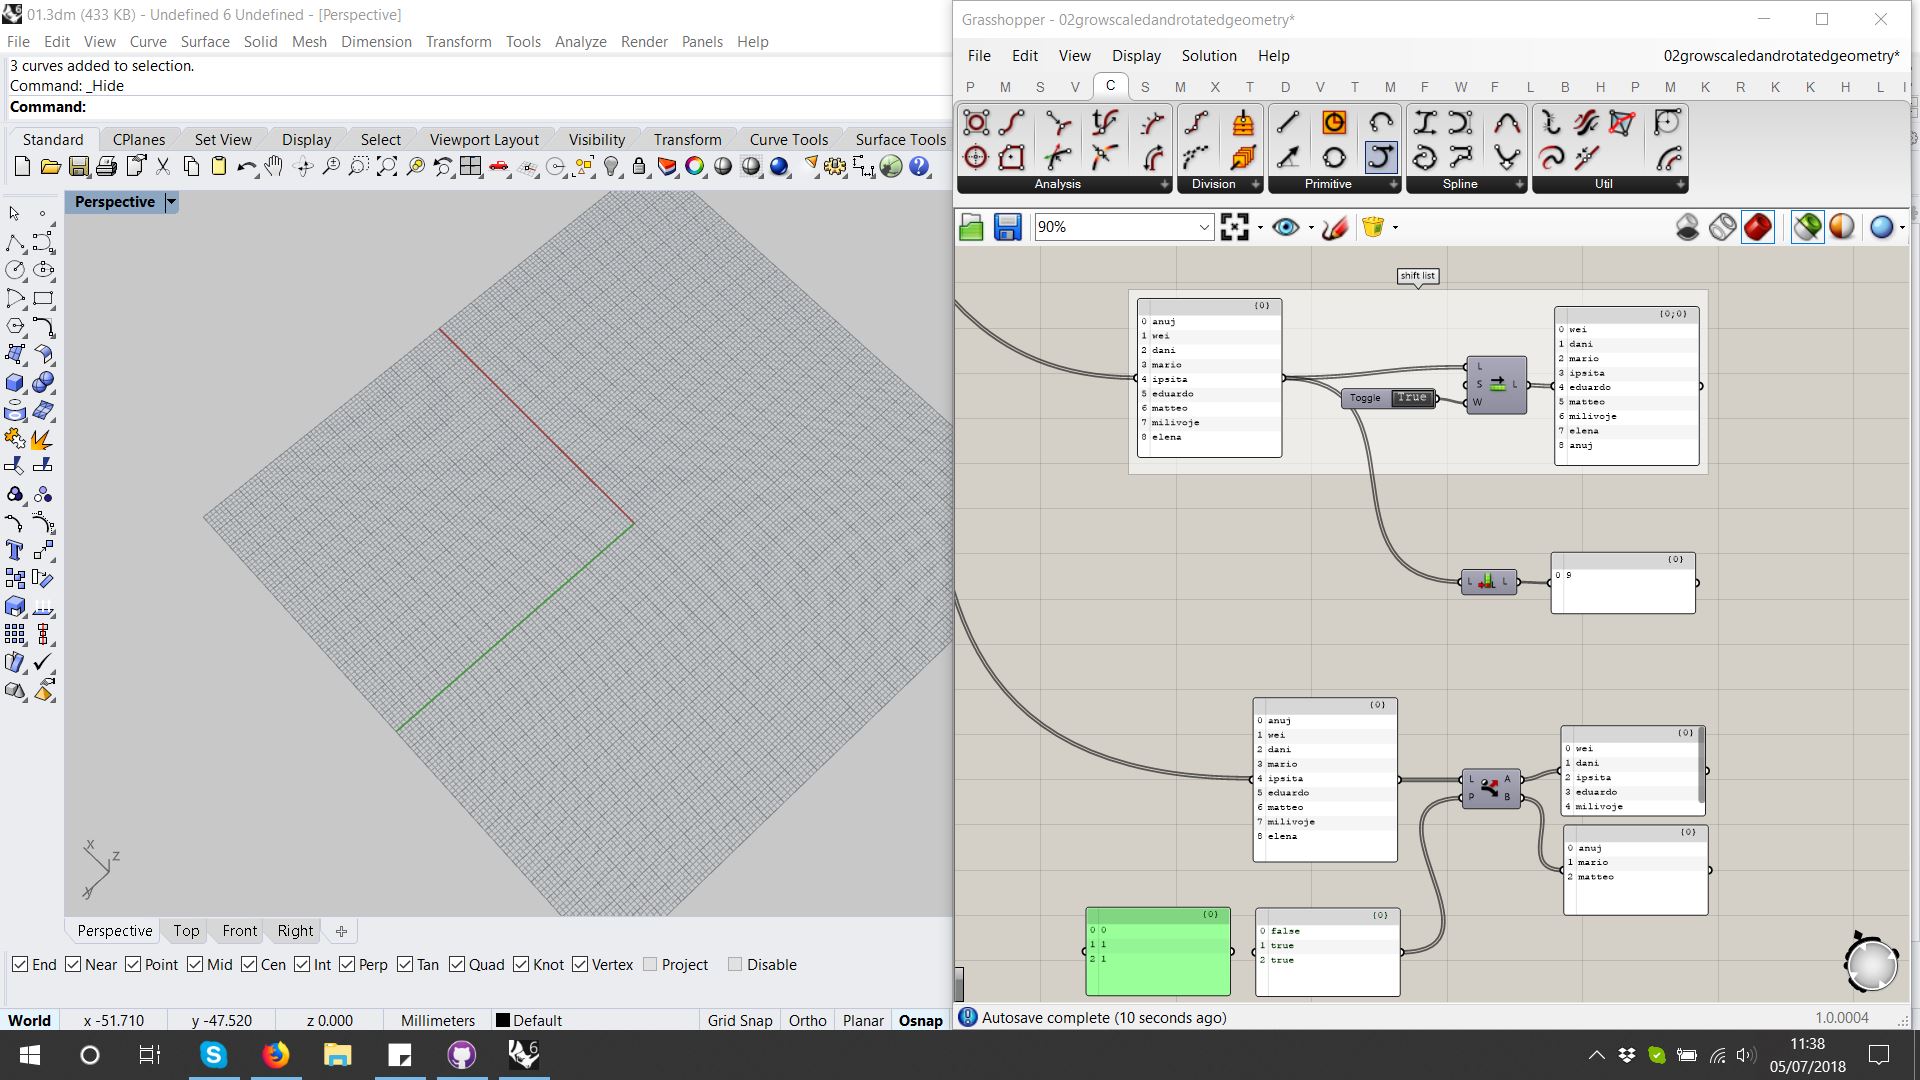 01.3dm (433 KB) - Undefined 6 Undefined - [Perspective]
File Edit View Curve Surface Solid Mesh Dimension Transform Tools Analyze Render Panels Help
3 curves added to selection.
Command: _Hide
Command:
Standard CPlanes Set View Display Select Viewport Layout Visibility Transform Curve Tools Surface Tools
Perspective
x
z
y
Perspective Top Front Right
End Near Point Mid Cen Int Perp Tan Quad Knot Vertex Project Disable
World x -51.710 y -47.520 z 0.000 Millimeters Default Grid Snap Ortho Planar Osnap
Grasshopper - 02growscaledandrotatedgeometry*
File Edit View Display Solution Help 02growscaledandrotatedgeometry*
P M S V C S M X T D V T M F W F L B H P M K R K K H L I
Analysis Division Primitive Spline Util
90%
shift list
{0}
0 anuj
1 wei
2 dani
3 mario
4 ipsita
5 eduardo
6 matteo
7 milivoje
8 elena
Toggle True
L
S L
W
{0;0}
0 wei
1 dani
2 mario
3 ipsita
4 eduardo
5 matteo
6 milivoje
7 elena
8 anuj
L L
{0}
0 9
{0}
0 anuj
1 wei
2 dani
3 mario
4 ipsita
5 eduardo
6 matteo
7 milivoje
8 elena
L A
P B
{0}
0 wei
1 dani
2 ipsita
3 eduardo
4 milivoje
{0}
0 anuj
1 mario
2 matteo
{0}
0 0
1 1
2 1
{0}
0 false
1 true
2 true
Autosave complete (10 seconds ago) 1.0.0004
6
11:38
05/07/2018